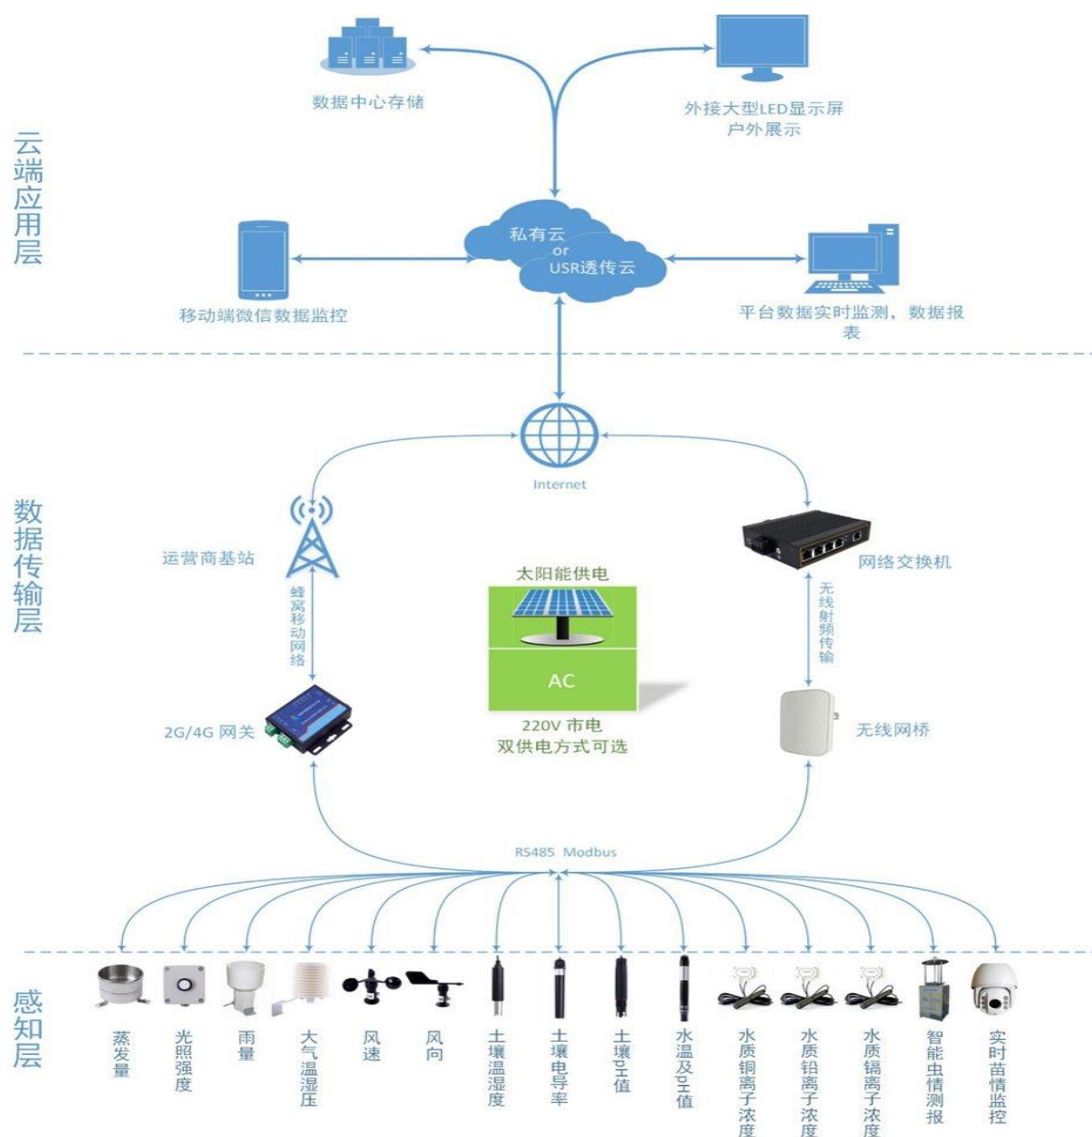 云端应用层
数据中心存储
外接大型LED显示屏
户外展示
私有云
or
USR透传云
移动端微信数据监控
平台数据实时监测，数据报
表
数据传输层
Internet
运营商基站
网络交换机
蜂窝移动网络
无线射频传输
太阳能供电
AC
220V 市电
双供电方式可选
2G/4G 网关
无线网桥
RS485 Modbus
感知层
蒸发量
光照强度
雨量
大气温湿压
风速
风向
土壤温湿度
土壤电导率
土壤pH值
水温及pH值
水质铜离子浓度
水质铅离子浓度
水质镉离子浓度
智能虫情测报
实时苗情监控